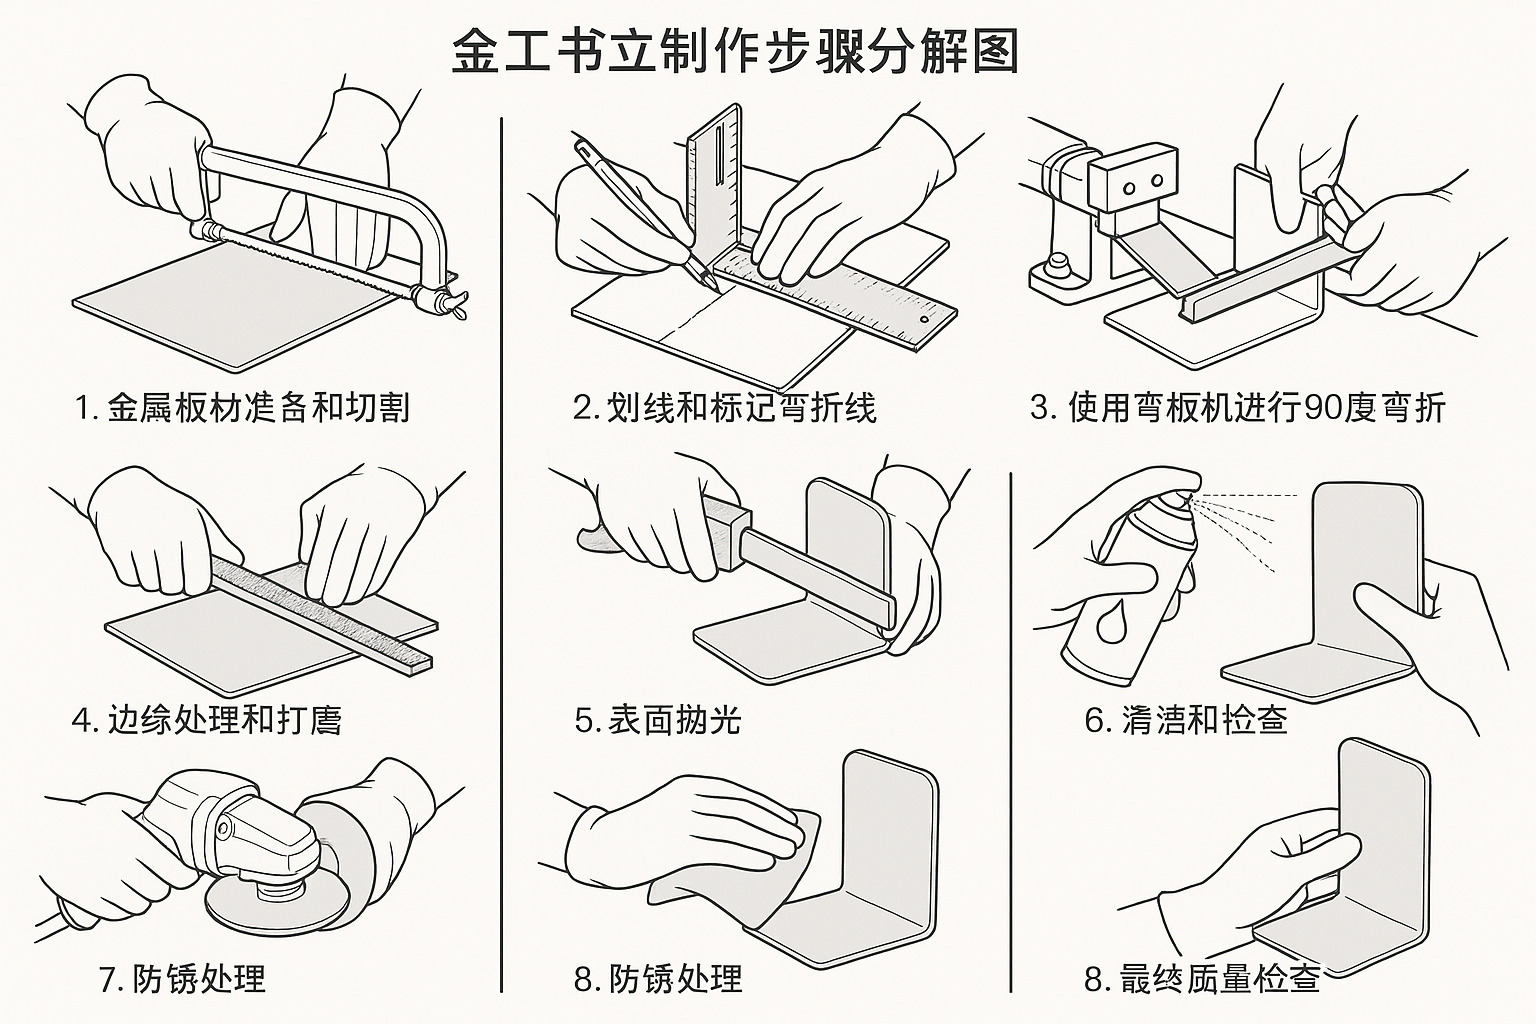 金工书立制作步骤分解图
1. 金属板材准备和切割
2. 划线和标记弯折线
3. 使用弯板机进行90度弯折
4. 边缘处理和打磨
5. 表面抛光
6. 清洁和检查
7. 防锈处理
8. 防锈处理
8. 最终质量检查